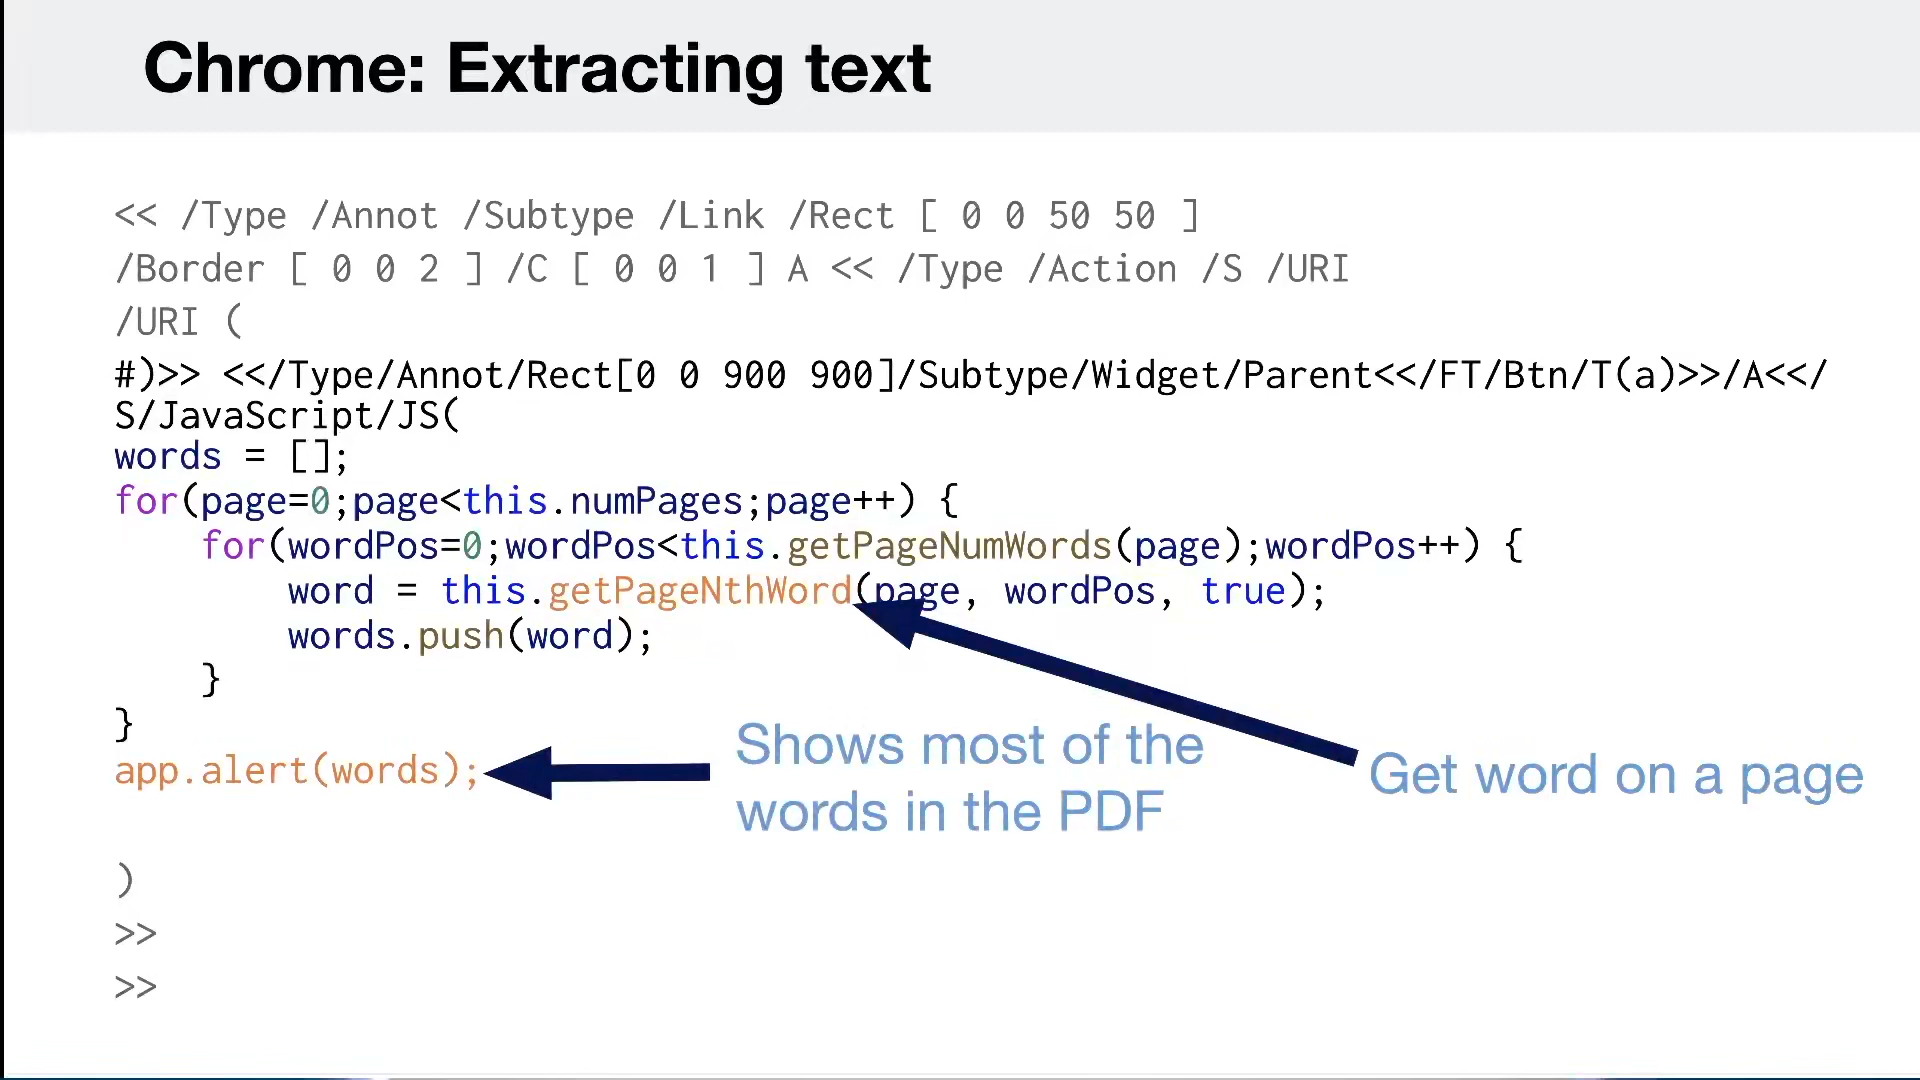 Chrome: Extracting text
<< /Type /Annot /Subtype /Link /Rect [ 0 0 50 50 ]
/Border [ 0 0 2 ] /C [ 0 0 1 ] A << /Type /Action /S /URI
/URI (
#)>> <</Type/Annot/Rect[0 0 900 900]/Subtype/Widget/Parent<</FT/Btn/T(a)>>/A<</
S/JavaScript/JS(
words = [];
for(page=0;page<this.numPages;page++) {
    for(wordPos=0;wordPos<this.getPageNumWords(page);wordPos++) {
        word = this.getPageNthWord(page, wordPos, true);
        words.push(word);
    }
}
app.alert(words);
Shows most of the
words in the PDF
Get word on a page
)
>>
>>